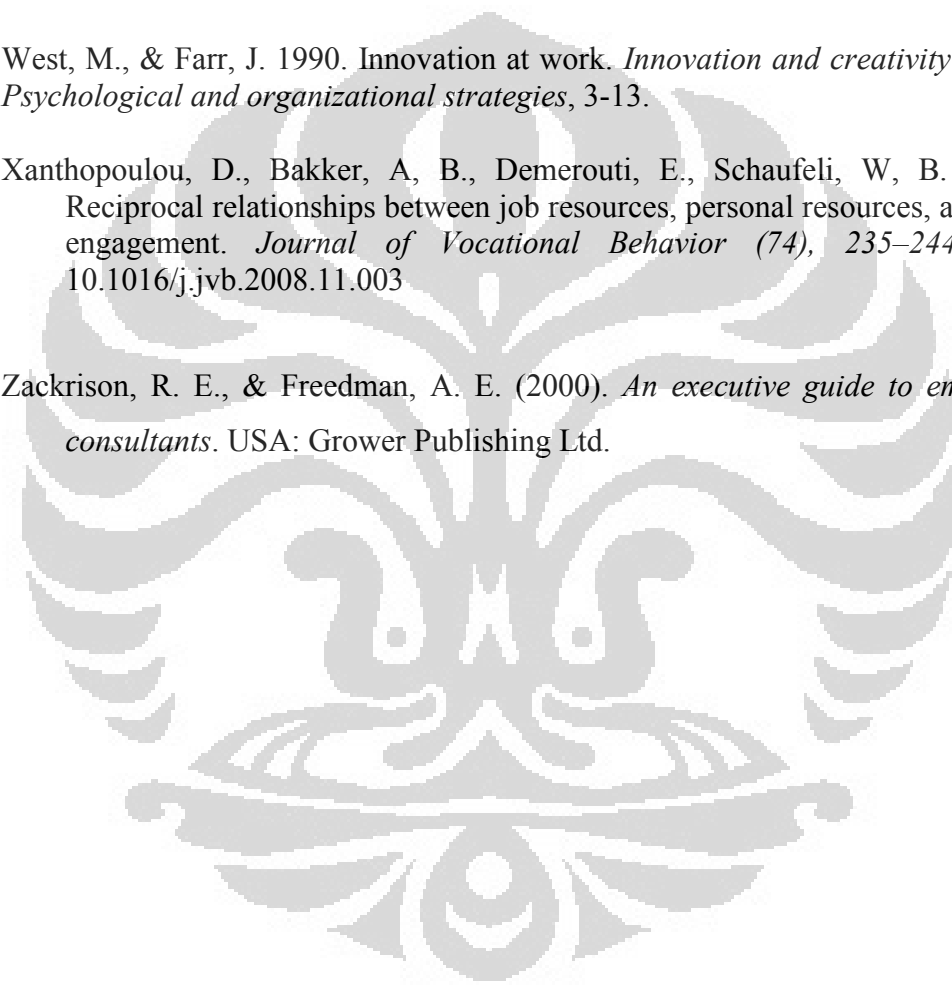 West, M., & Farr, J. 1990. Innovation at work. Innovation and creativity
Psychological and organizational strategies, 3-13.
Xanthopoulou, D., Bakker, A, B., Demerouti, E., Schaufeli, W, B.
Reciprocal relationships between job resources, personal resources, a
engagement. Journal of Vocational Behavior (74), 235–244
10.1016/j.jvb.2008.11.003
Zackrison, R. E., & Freedman, A. E. (2000). An executive guide to em
consultants. USA: Grower Publishing Ltd.